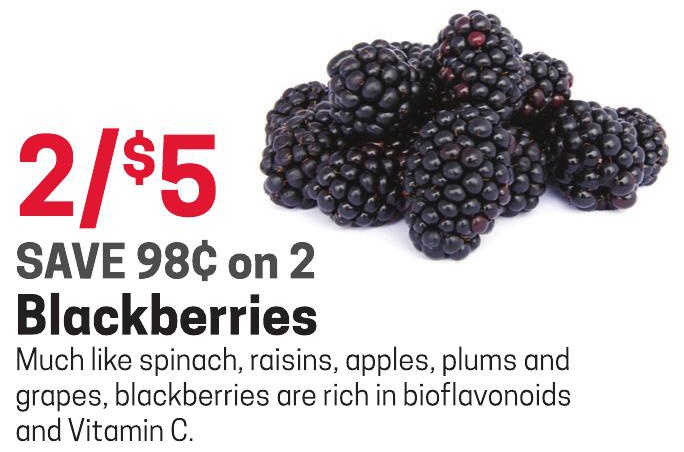 2/$5
SAVE 98¢ on 2
Blackberries
Much like spinach, raisins, apples, plums and
grapes, blackberries are rich in bioflavonoids
and Vitamin C.